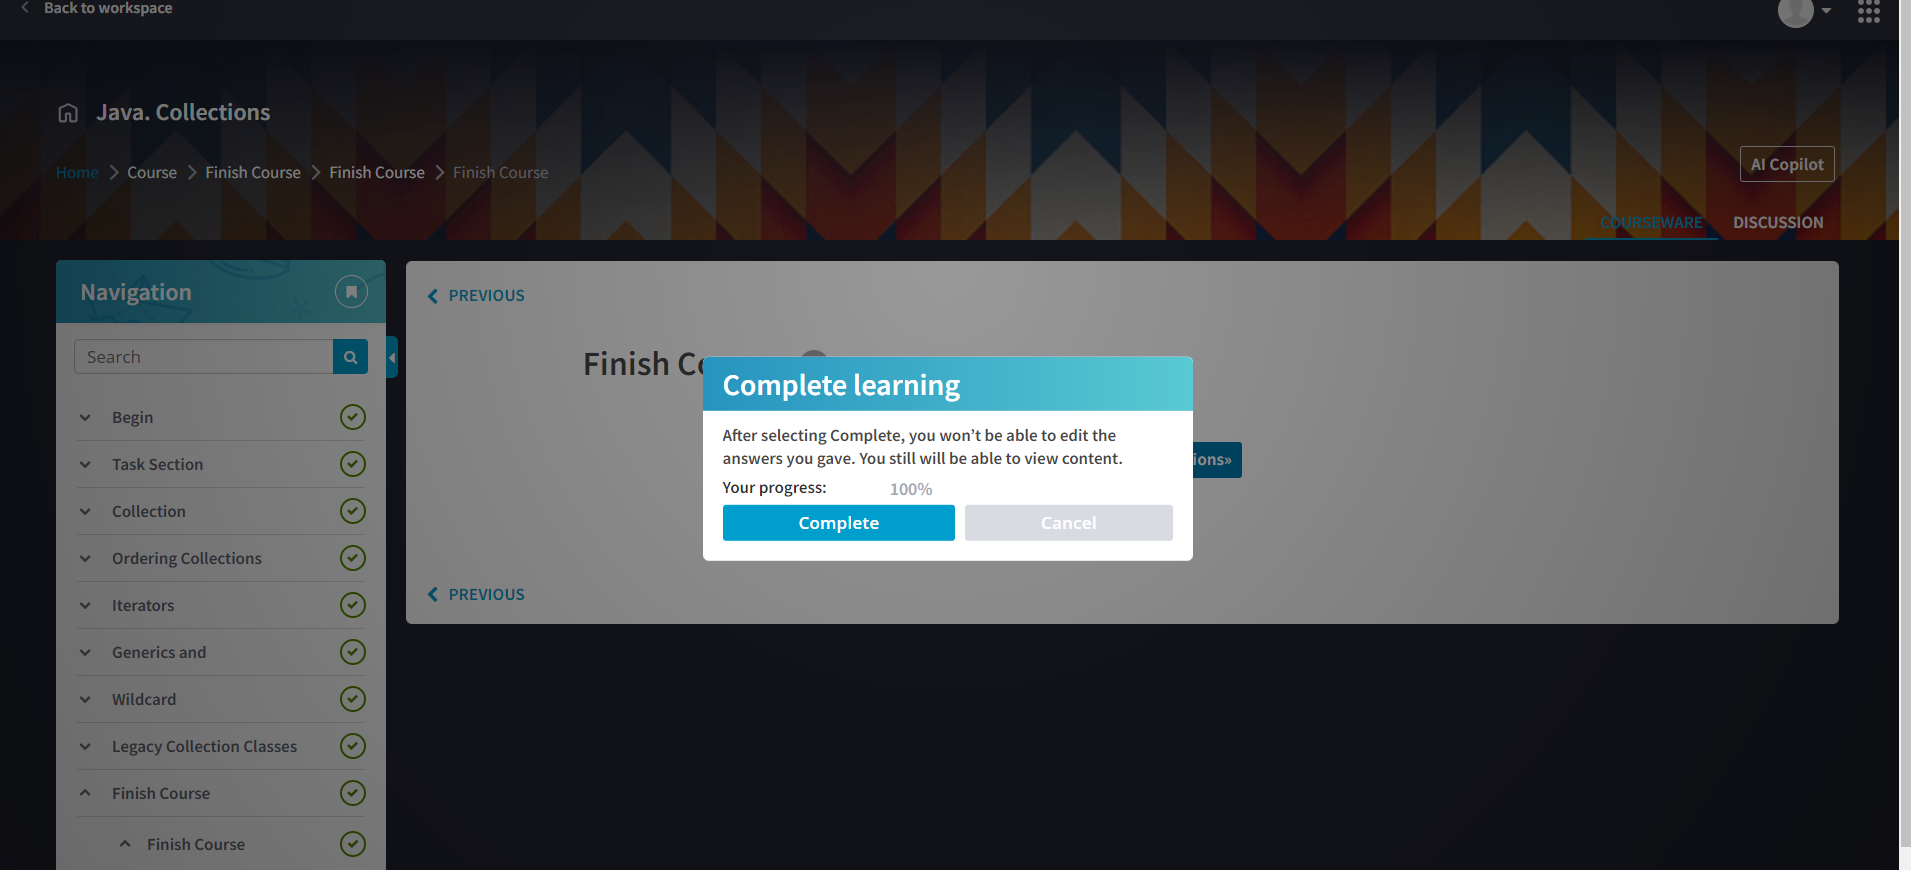 Back to workspace
Java. Collections
Home Course Finish Course Finish Course Finish Course
AI Copilot
COURSEWARE DISCUSSION
Navigation
Search
Begin
Task Section
Collection
Ordering Collections
Iterators
Generics and
Wildcard
Legacy Collection Classes
Finish Course
Finish Course
PREVIOUS
Finish
Complete learning
After selecting Complete, you won’t be able to edit the
answers you gave. You still will be able to view content.
Your progress: 100%
Complete Cancel
ions»
PREVIOUS